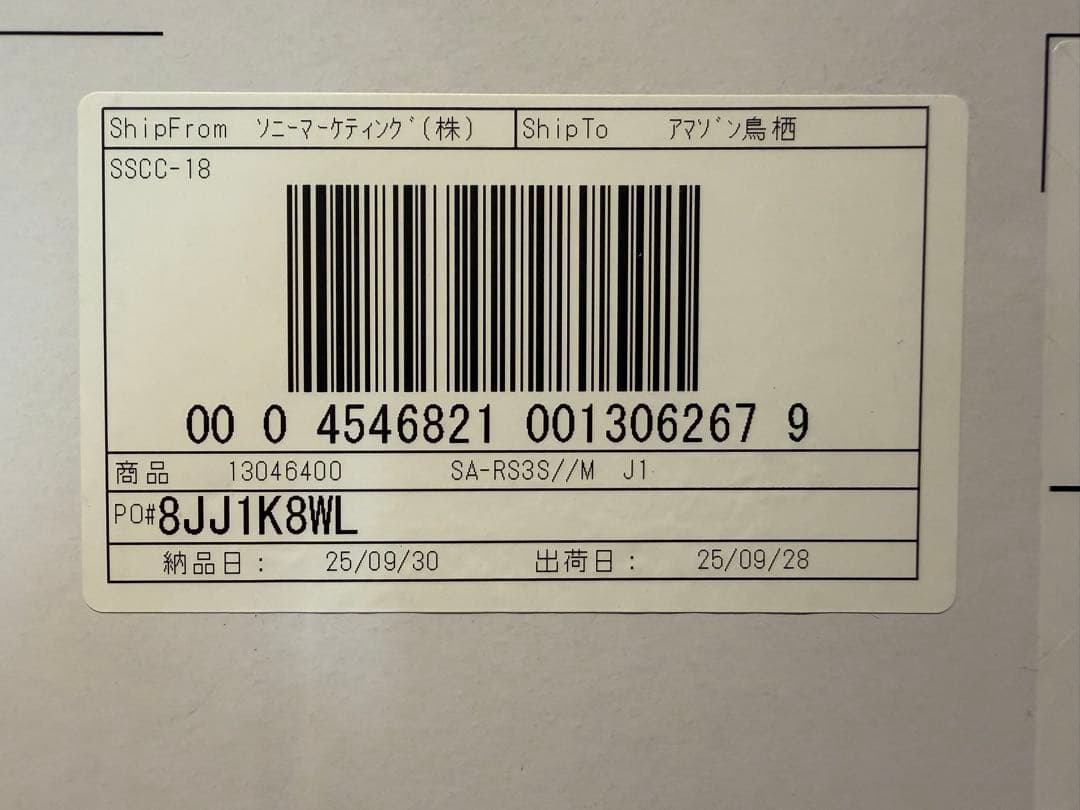 ShipFrom ｿﾆｰﾏｰｹﾃｨﾝｸﾞ(株) ShipTo ｱﾏｿﾞﾝ鳥栖
SSCC-18
00 0 4546821 001306267 9
商品 13046400 SA-RS3S//M J1
PO#8JJ1K8WL
納品日： 25/09/30 出荷日： 25/09/28